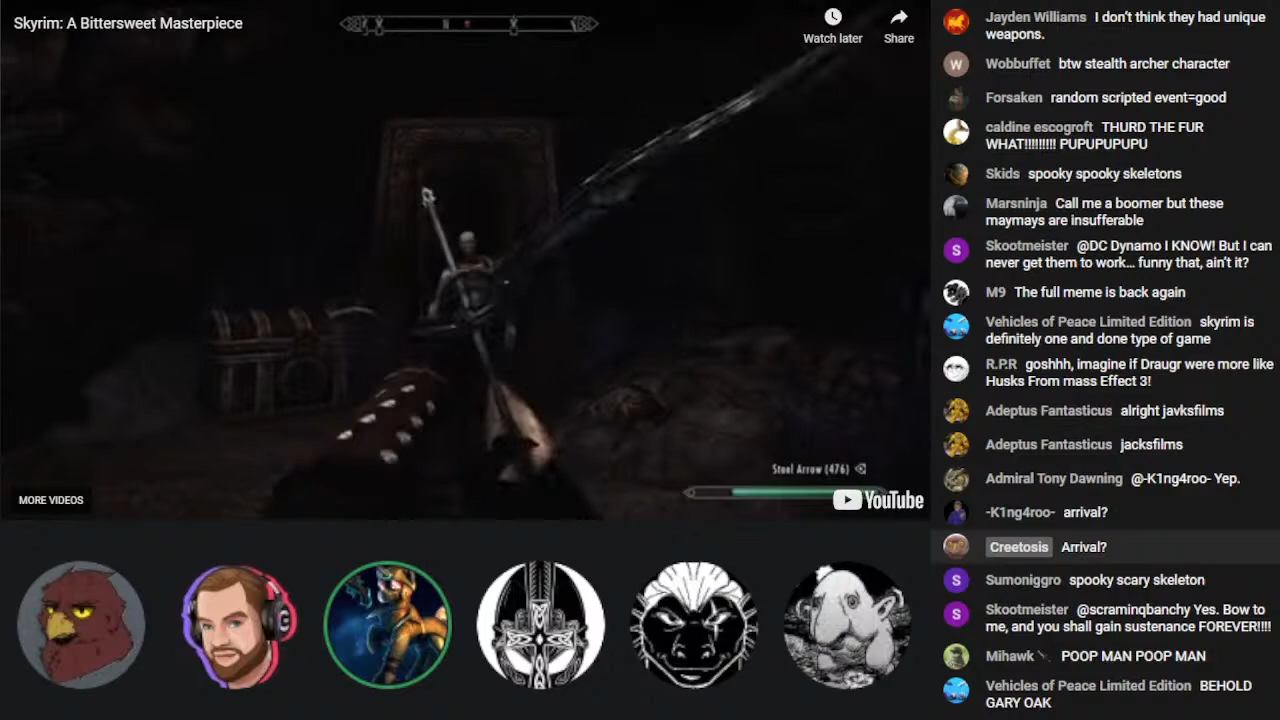 Skyrim: A Bittersweet Masterpiece
N
Watch later
Share
Steel Arrow (476)
MORE VIDEOS
YouTube
Jayden Williams I don't think they had unique
weapons.
W
Wobbuffet btw stealth archer character
Forsaken random scripted event=good
caldine escogroft THURD THE FUR
WHAT!!!!!!!!! PUPUPUPUPU
Skids spooky spooky skeletons
Marsninja Call me a boomer but these
maymays are insufferable
S
Skootmeister @DC Dynamo I KNOW! But I can
never get them to work... funny that, ain't it?
M9 The full meme is back again
Vehicles of Peace Limited Edition skyrim is
definitely one and done type of game
R.P.R goshhh, imagine if Draugr were more like
Husks From mass Effect 3!
Adeptus Fantasticus alright javksfilms
Adeptus Fantasticus jacksfilms
Admiral Tony Dawning @-K1ng4roo- Yep.
-K1ng4roo- arrival?
Creetosis Arrival?
S
Sumoniggro spooky scary skeleton
S
Skootmeister @scraminqbanchy Yes. Bow to
me, and you shall gain sustenance FOREVER!!!!
Mihawk POOP MAN POOP MAN
Vehicles of Peace Limited Edition BEHOLD
GARY OAK